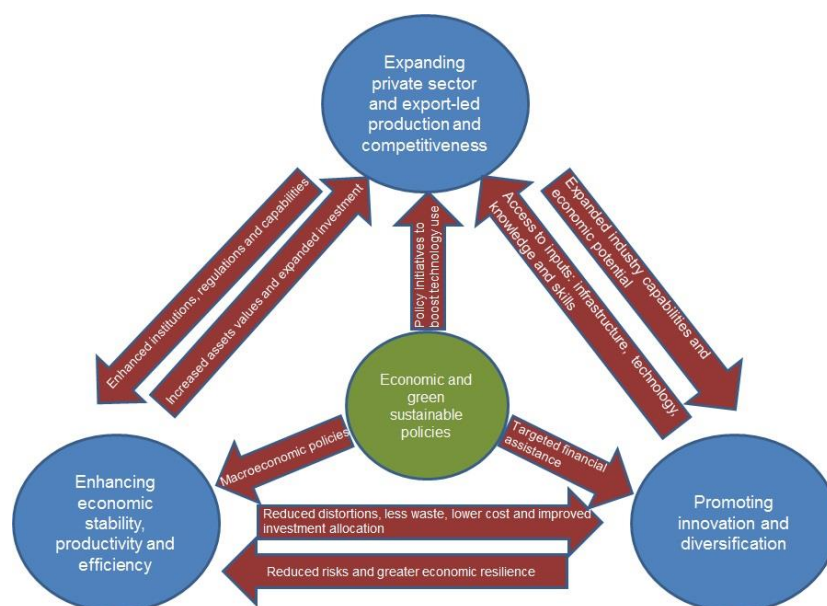 Expanding
private sector
and export-led
production and
competitiveness
Enhanced institutions, regulations and capabilities
Increased assets values and expanded investment
Policy initiatives to
boost technology use
Access to inputs: infrastructure, technology,
knowledge and skills
Expanded industry capabilities and
economic potential
Economic and
green
sustainable
policies
Macroeconomic policies
Targeted financial
assistance
Enhancing
economic
stability,
productivity and
efficiency
Reduced distortions, less waste, lower cost and improved
investment allocation
Reduced risks and greater economic resilience
Promoting
innovation and
diversification